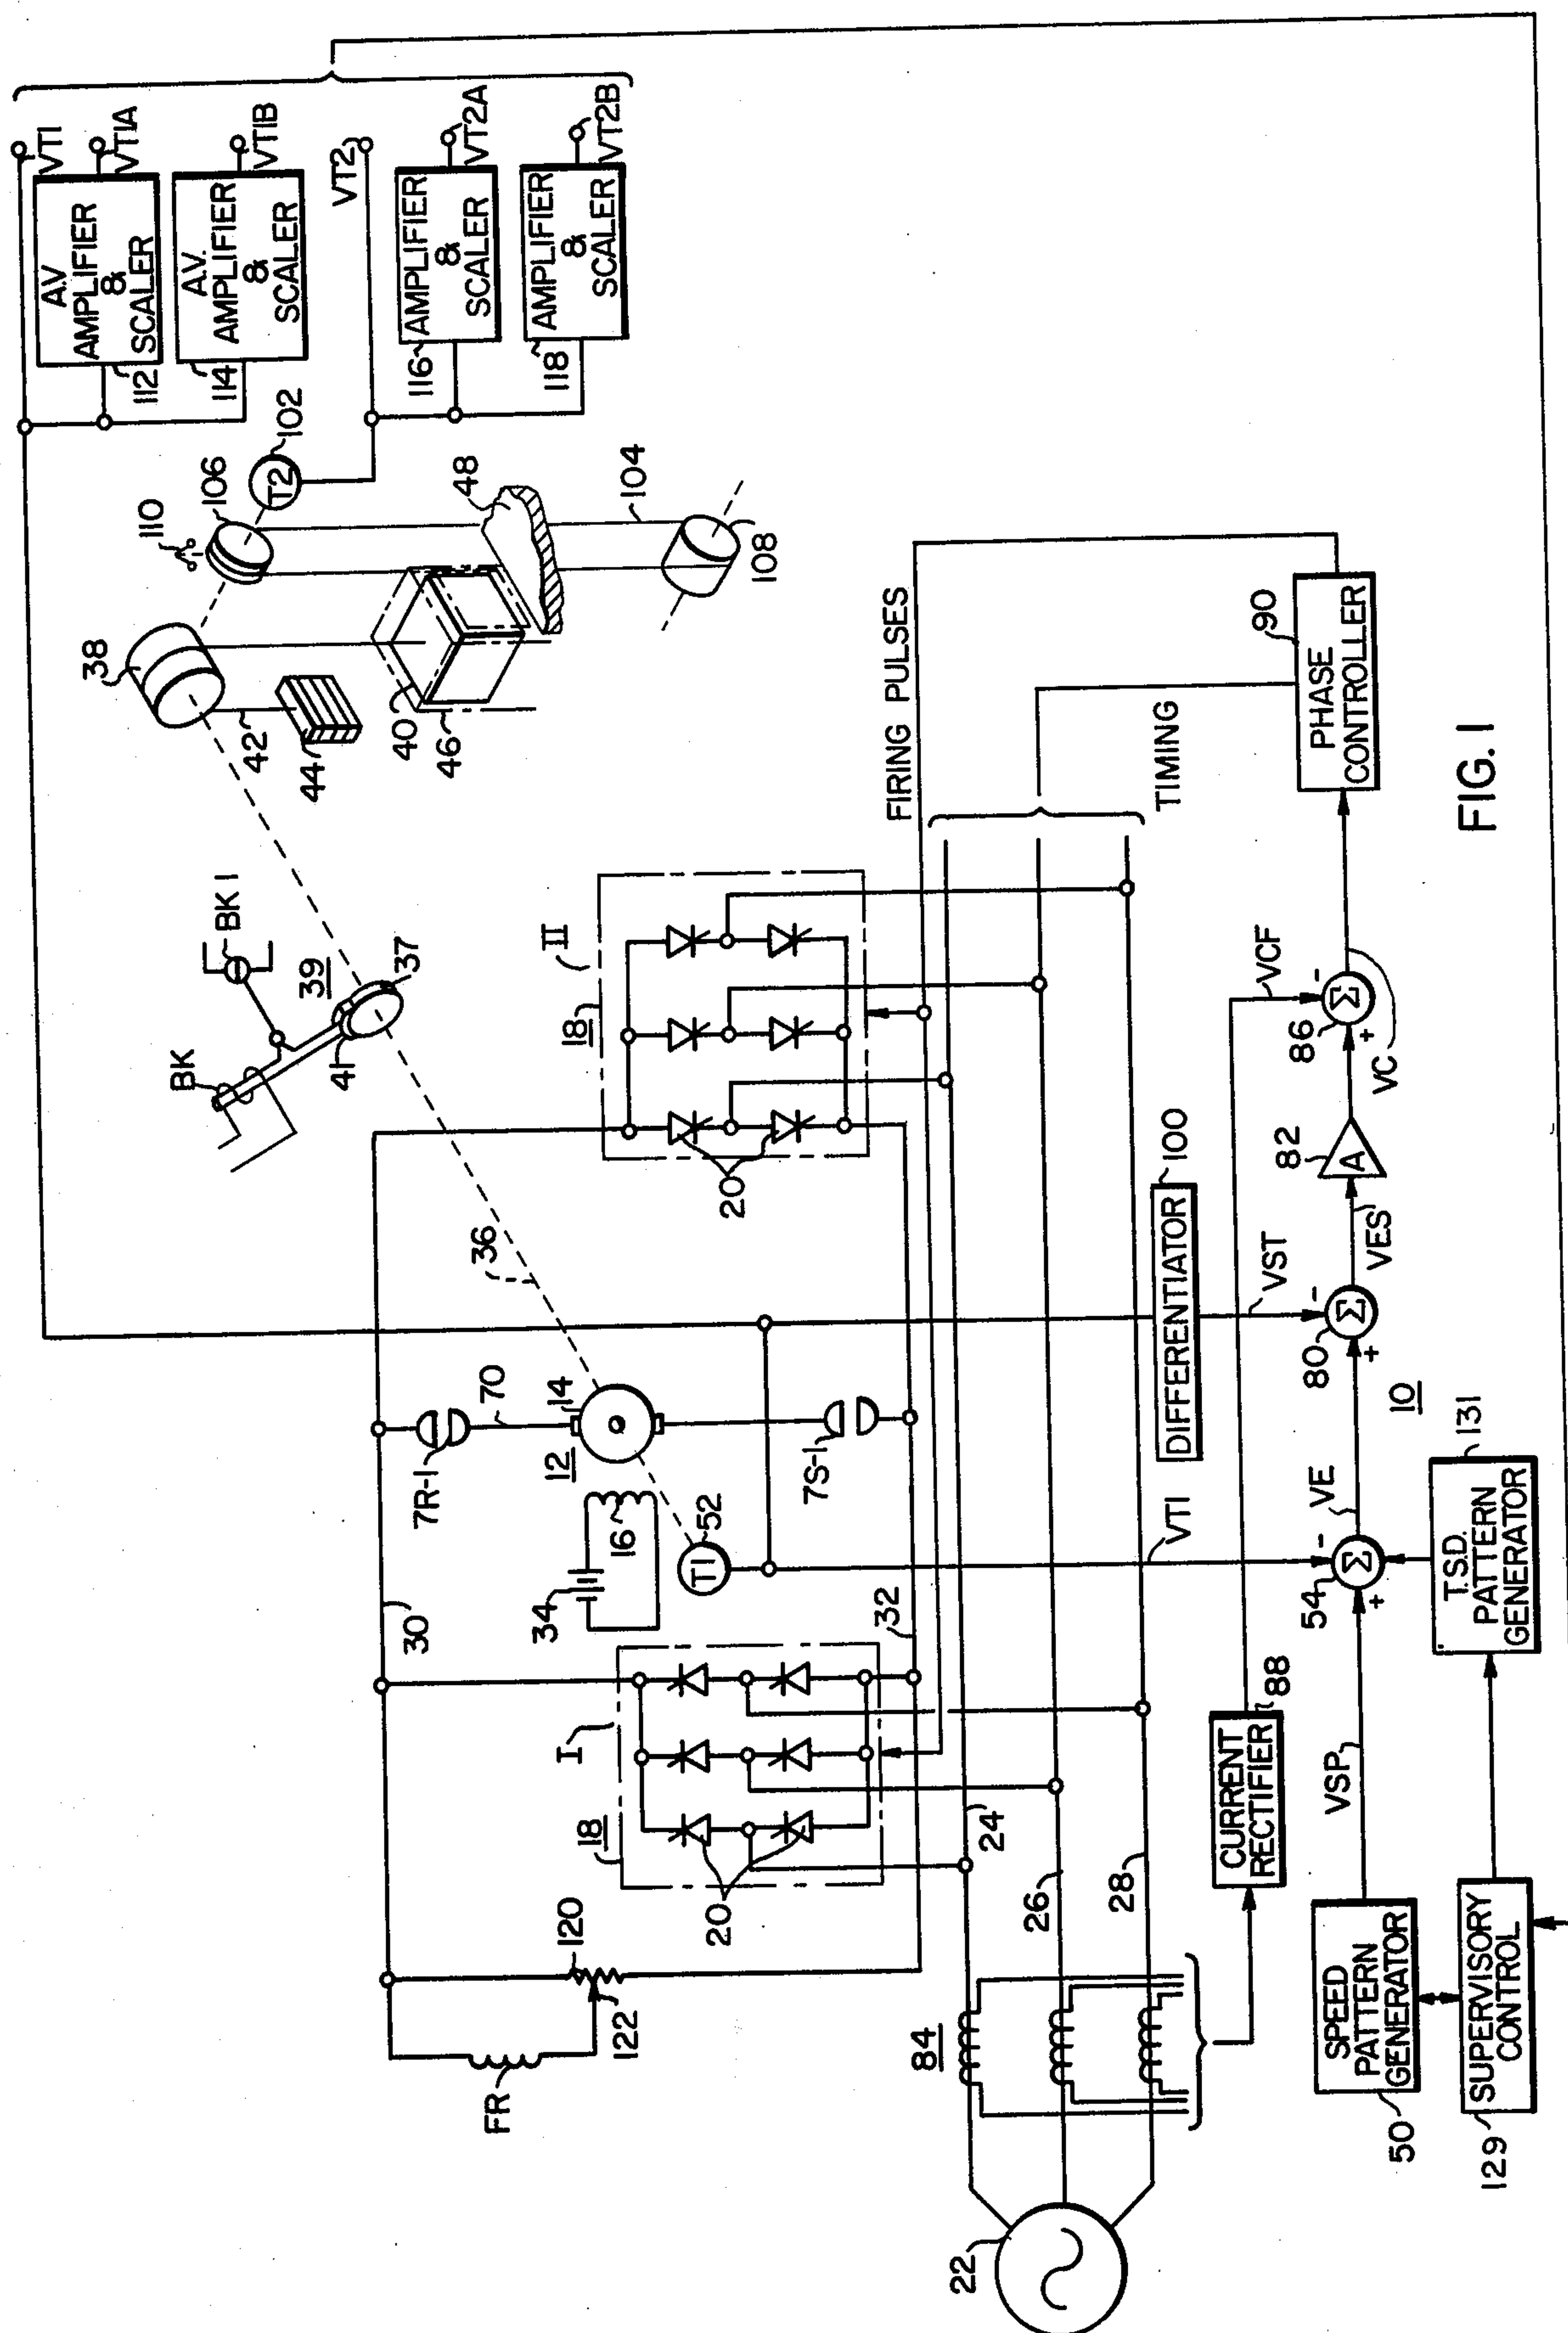 VT1
A.V.
AMPLIFIER
&
SCALER
VT1A
112
A.V.
AMPLIFIER
&
SCALER
VT1B
114
VT2
AMPLIFIER
&
SCALER
VT2A
116
AMPLIFIER
&
SCALER
VT2B
118
102
T2
106
110
48
104
108
38
42
44
40
46
BK 1
39
37
41
BK
36
FIRING PULSES
TIMING
II
18
20
70
7R-1
14
12
7S-1
16
34
52
T1
30
32
I
18
20
120
122
FR
24
26
28
84
22
DIFFERENTIATOR
100
VST
VT1
CURRENT
RECTIFIER
88
VCF
PHASE
CONTROLLER
90
SPEED
PATTERN
GENERATOR
50
VSP
54
Σ
+
-
VE
80
Σ
+
-
VES
82
A
86
Σ
+
-
VC
10
T.S.D.
PATTERN
GENERATOR
131
SUPERVISORY
CONTROL
129
FIG. 1